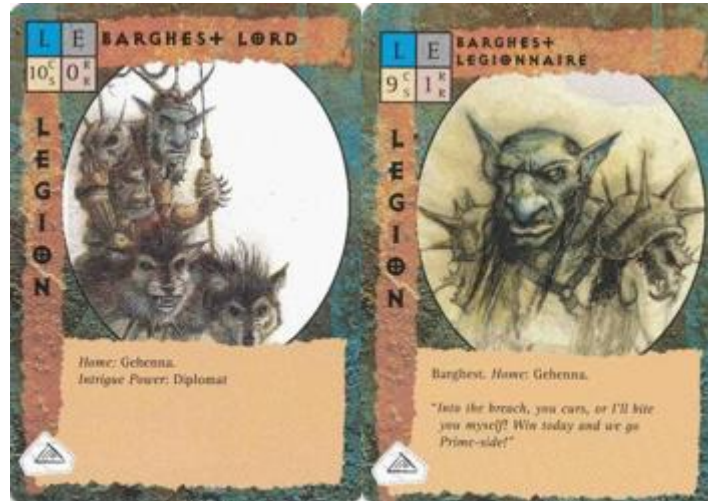 L E BARGHEST LORD
10 C S 0 R R
LEGION
Home: Gehenna.
Intrigue Power: Diplomat
L E BARGHEST
LEGIONNAIRE
9 C S 1 R R
LEGION
Barghest. Home: Gehenna.
"Into the breach, you curs, or I'll bite
you myself! Win today and we go
Prime-side!"